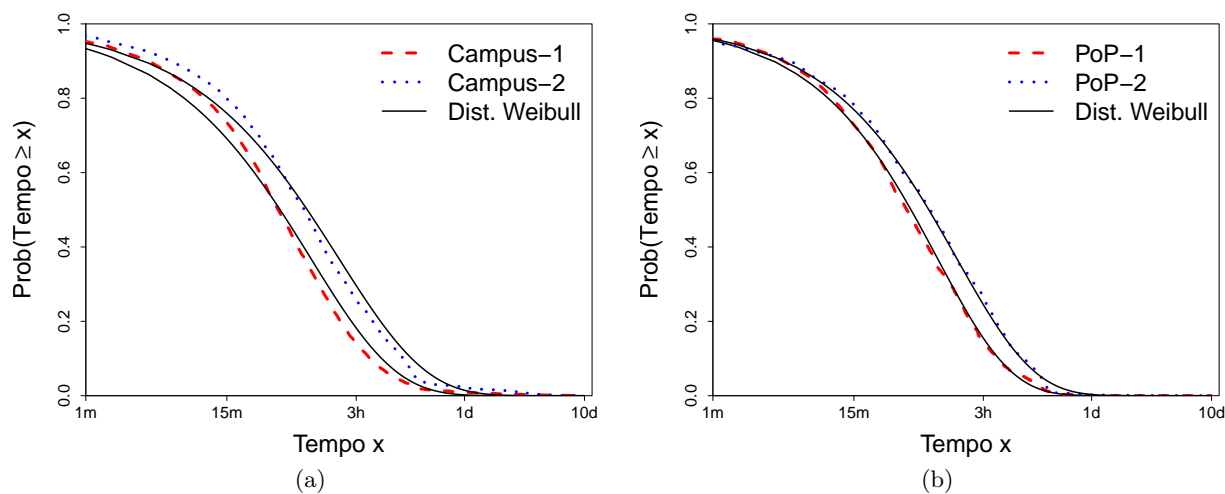 Prob(Tempo ≥ x)
1.0
0.8
0.6
0.4
0.2
0.0
Campus−1
Campus−2
Dist. Weibull
1m
15m
3h
1d
10d
Tempo x
(a)
Prob(Tempo ≥ x)
1.0
0.8
0.6
0.4
0.2
0.0
PoP−1
PoP−2
Dist. Weibull
1m
15m
3h
1d
10d
Tempo x
(b)